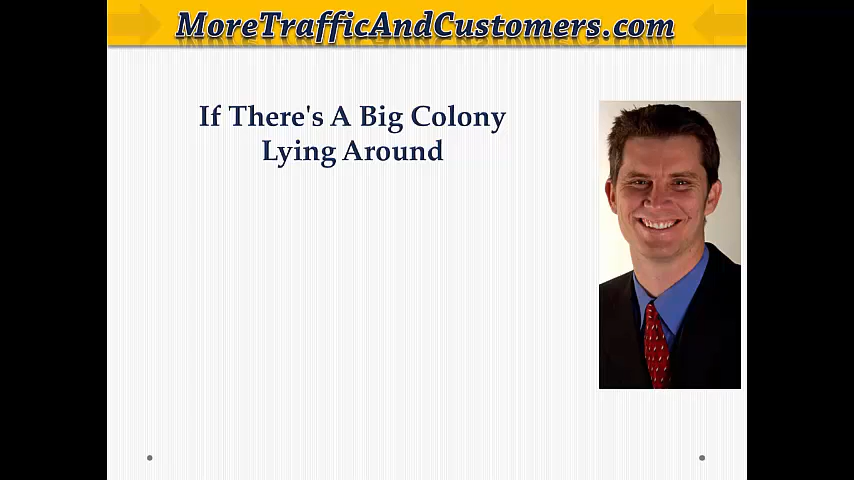 MoreTrafficAndCustomers.com
If There's A Big Colony
Lying Around